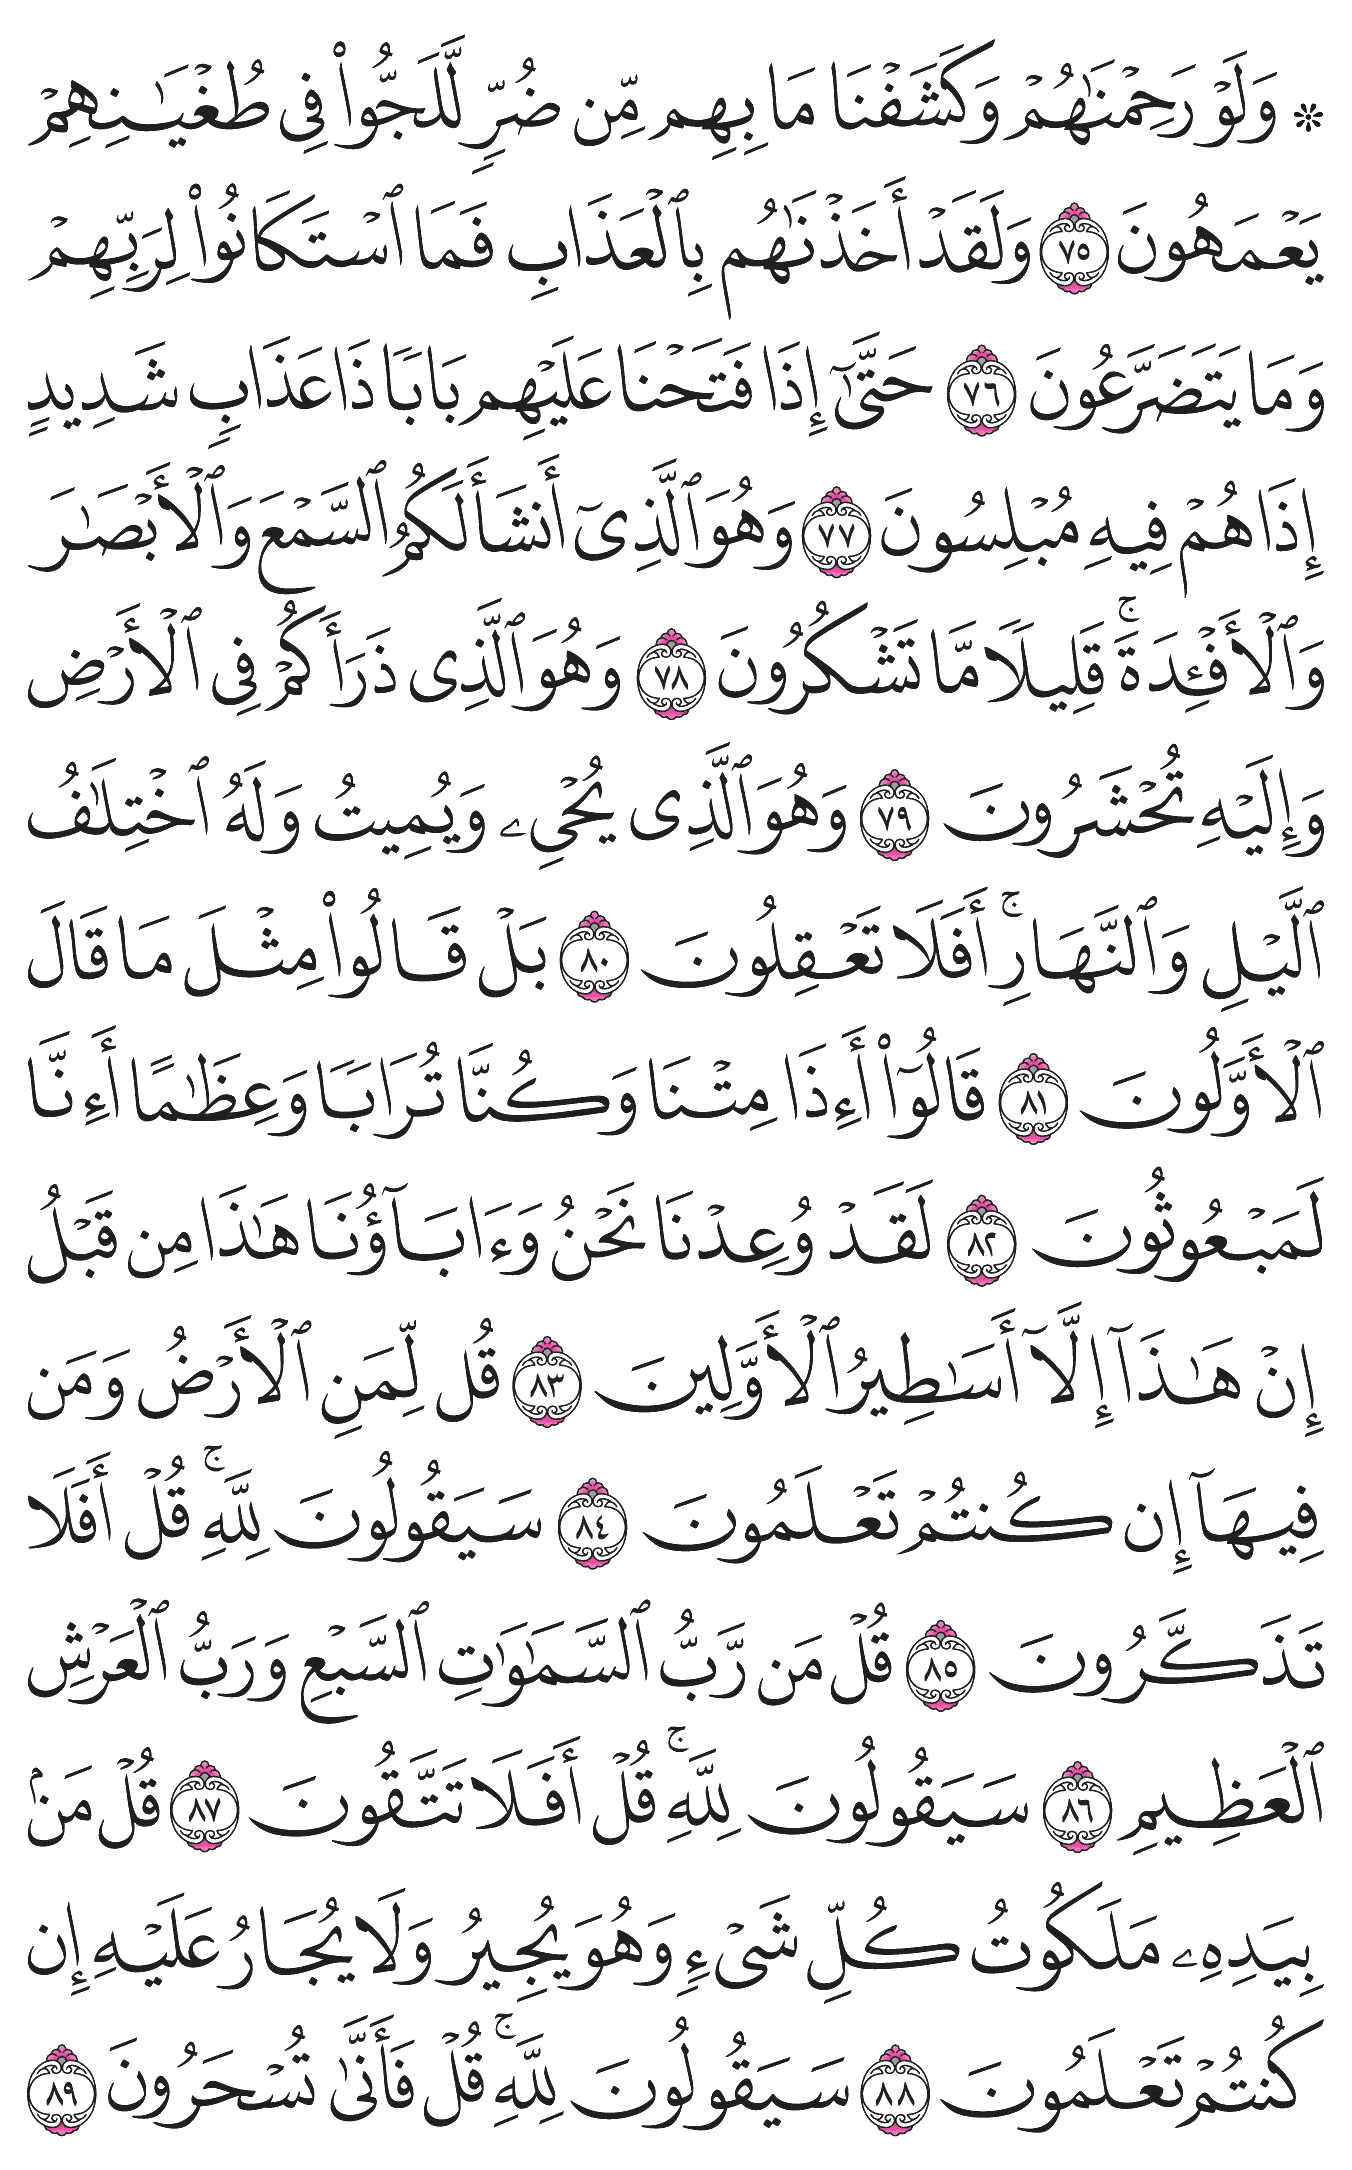 ۞ وَلَوْ رَحِمْنَٰهُمْ وَكَشَفْنَا مَا بِهِم مِّن ضُرٍّ لَّلَجُّوا۟ فِى طُغْيَٰنِهِمْ
يَعْمَهُونَ ٧٥ وَلَقَدْ أَخَذْنَٰهُم بِٱلْعَذَابِ فَمَا ٱسْتَكَانُوا۟ لِرَبِّهِمْ
وَمَا يَتَضَرَّعُونَ ٧٦ حَتَّىٰٓ إِذَا فَتَحْنَا عَلَيْهِم بَابًا ذَا عَذَابٍ شَدِيدٍ
إِذَا هُمْ فِيهِ مُبْلِسُونَ ٧٧ وَهُوَ ٱلَّذِىٓ أَنشَأَ لَكُمُ ٱلسَّمْعَ وَٱلْأَبْصَٰرَ
وَٱلْأَفْـِٔدَةَ ۚ قَلِيلًا مَّا تَشْكُرُونَ ٧٨ وَهُوَ ٱلَّذِى ذَرَأَكُمْ فِى ٱلْأَرْضِ
وَإِلَيْهِ تُحْشَرُونَ ٧٩ وَهُوَ ٱلَّذِى يُحْىِۦ وَيُمِيتُ وَلَهُ ٱخْتِلَٰفُ
ٱلَّيْلِ وَٱلنَّهَارِ ۚ أَفَلَا تَعْقِلُونَ ٨٠ بَلْ قَالُوا۟ مِثْلَ مَا قَالَ
ٱلْأَوَّلُونَ ٨١ قَالُوٓا۟ أَءِذَا مِتْنَا وَكُنَّا تُرَابًا وَعِظَٰمًا أَءِنَّا
لَمَبْعُوثُونَ ٨٢ لَقَدْ وُعِدْنَا نَحْنُ وَءَابَآؤُنَا هَٰذَا مِن قَبْلُ
إِنْ هَٰذَآ إِلَّآ أَسَٰطِيرُ ٱلْأَوَّلِينَ ٨٣ قُل لِّمَنِ ٱلْأَرْضُ وَمَن
فِيهَآ إِن كُنتُمْ تَعْلَمُونَ ٨٤ سَيَقُولُونَ لِلَّهِ ۚ قُلْ أَفَلَا
تَذَكَّرُونَ ٨٥ قُلْ مَن رَّبُّ ٱلسَّمَٰوَٰتِ ٱلسَّبْعِ وَرَبُّ ٱلْعَرْشِ
ٱلْعَظِيمِ ٨٦ سَيَقُولُونَ لِلَّهِ ۚ قُلْ أَفَلَا تَتَّقُونَ ٨٧ قُلْ مَنۢ
بِيَدِهِۦ مَلَكُوتُ كُلِّ شَىْءٍ وَهُوَ يُجِيرُ وَلَا يُجَارُ عَلَيْهِ إِن
كُنتُمْ تَعْلَمُونَ ٨٨ سَيَقُولُونَ لِلَّهِ ۚ قُلْ فَأَنَّىٰ تُسْحَرُونَ ٨٩